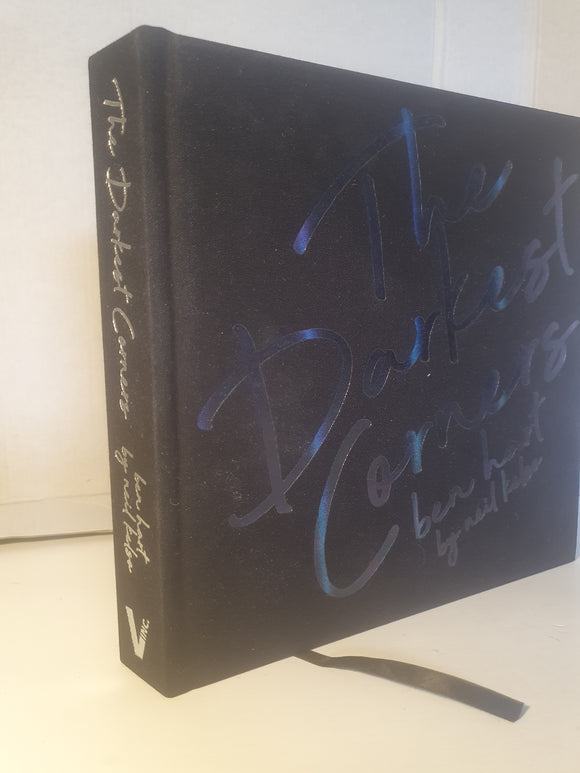 The Darkest Corners
ben hart
by neil kelso
V INC.
The
Darkest
Corners
ben hart
by neil kelso